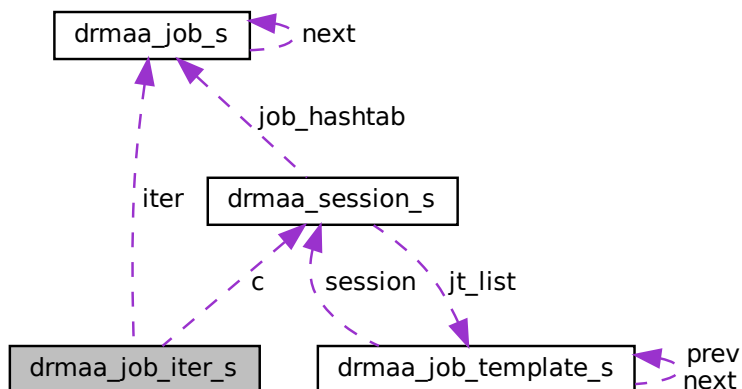 drmaa_job_s
next
job_hashtab
iter
drmaa_session_s
c
session
jt_list
drmaa_job_iter_s
drmaa_job_template_s
prev
next